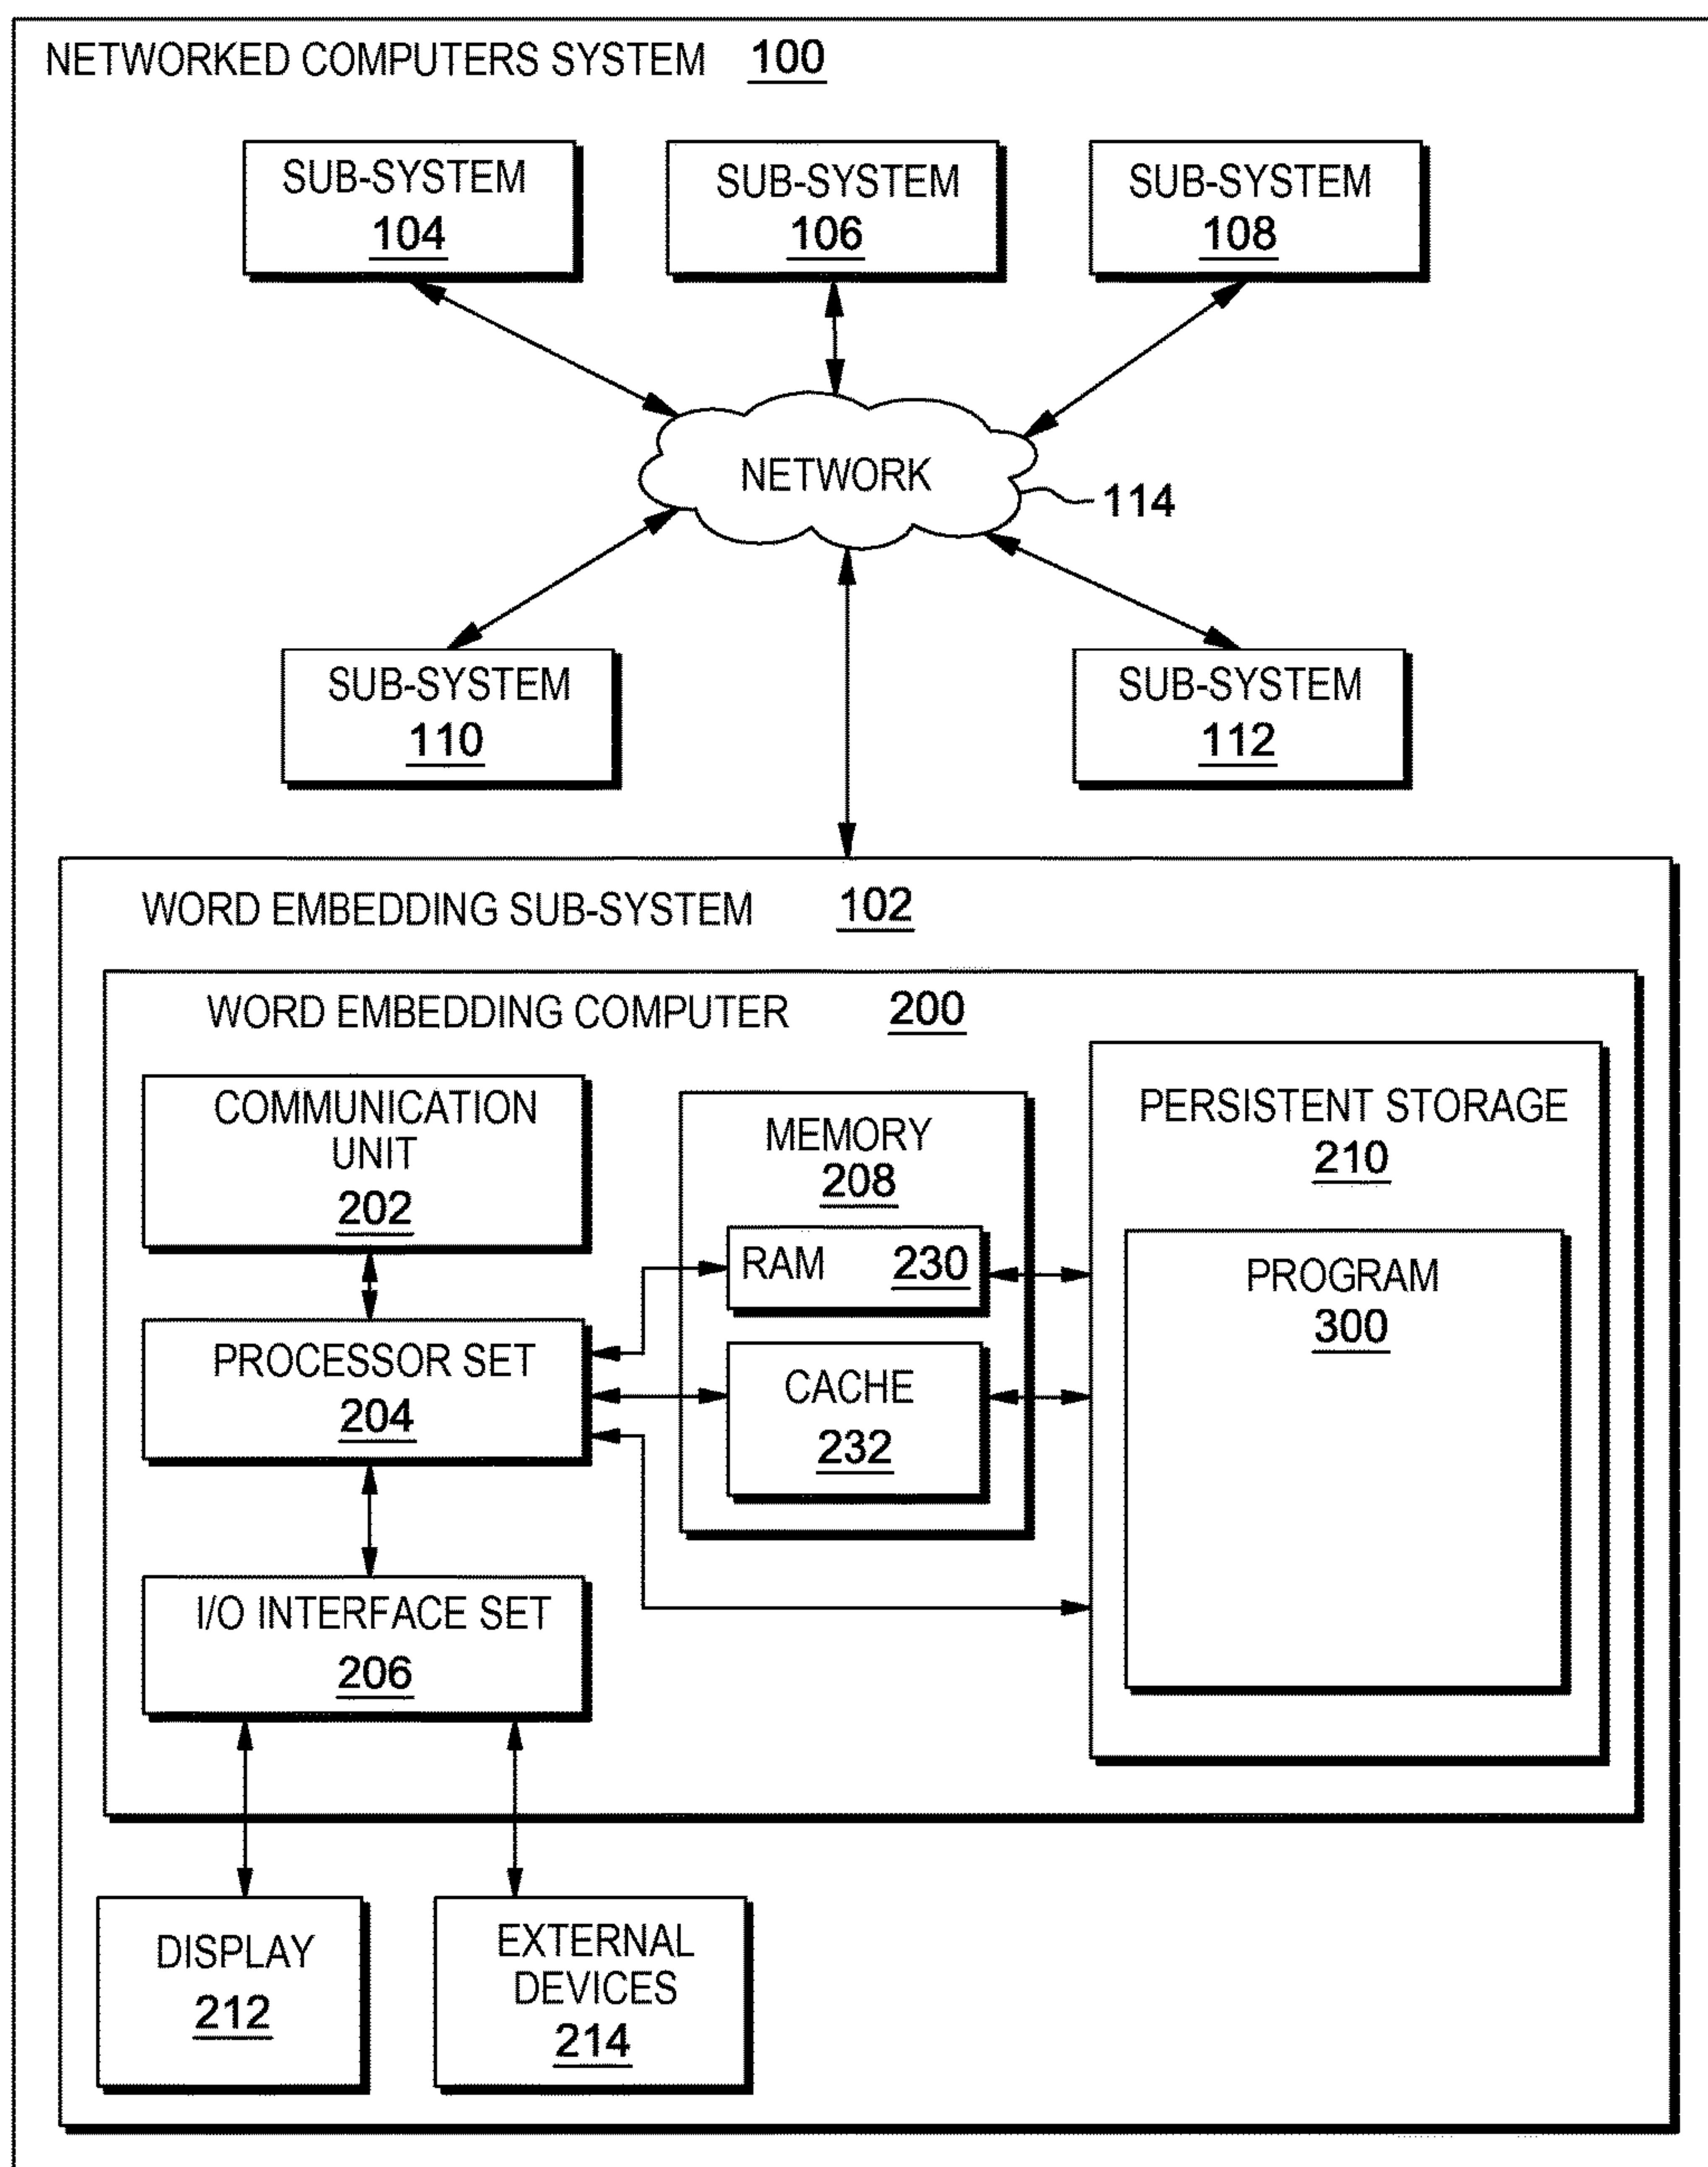 NETWORKED COMPUTERS SYSTEM 100
SUB-SYSTEM
104
SUB-SYSTEM
106
SUB-SYSTEM
108
NETWORK
114
SUB-SYSTEM
110
SUB-SYSTEM
112
WORD EMBEDDING SUB-SYSTEM 102
WORD EMBEDDING COMPUTER 200
COMMUNICATION
UNIT
202
PROCESSOR SET
204
I/O INTERFACE SET
206
MEMORY
208
RAM 230
CACHE
232
PERSISTENT STORAGE
210
PROGRAM
300
DISPLAY
212
EXTERNAL
DEVICES
214